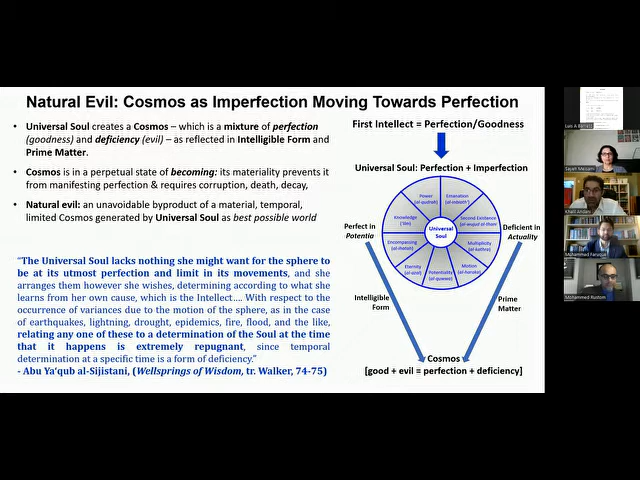 Natural Evil: Cosmos as Imperfection Moving Towards Perfection
• Universal Soul creates a Cosmos – which is a mixture of perfection
(goodness) and deficiency (evil) – as reflected in Intelligible Form and
Prime Matter.
• Cosmos is in a perpetual state of becoming: its materiality prevents it
from manifesting perfection & requires corruption, death, decay,
• Natural evil: an unavoidable byproduct of a material, temporal,
limited Cosmos generated by Universal Soul as best possible world
"The Universal Soul lacks nothing she might want for the sphere to
be at its utmost perfection and limit in its movements, and she
arranges them however she wishes, determining according to what she
learns from her own cause, which is the Intellect…. With respect to the
occurrence of variances due to the motion of the sphere, as in the case
of earthquakes, lightning, drought, epidemics, fire, flood, and the like,
relating any one of these to a determination of the Soul at the time
that it happens is extremely repugnant, since temporal
determination at a specific time is a form of deficiency."
- Abu Ya'qub al-Sijistani, (Wellsprings of Wisdom, tr. Walker, 74-75)
First Intellect = Perfection/Goodness
Universal Soul: Perfection + Imperfection
Power
(al-qudrah)
Emanation
Second Existence
Knowledge
('ilm)
Multiplicity
(al-kathra)
Universal
Soul
Encompassing
Motion
(al-haraka)
Eternity
Potentiality
(al-quwwa)
Perfect in
Potentia
Deficient in
Actuality
Intelligible
Form
Prime
Matter
Cosmos
[good + evil = perfection + deficiency]
Khalil Andani
Mohammed Rustom